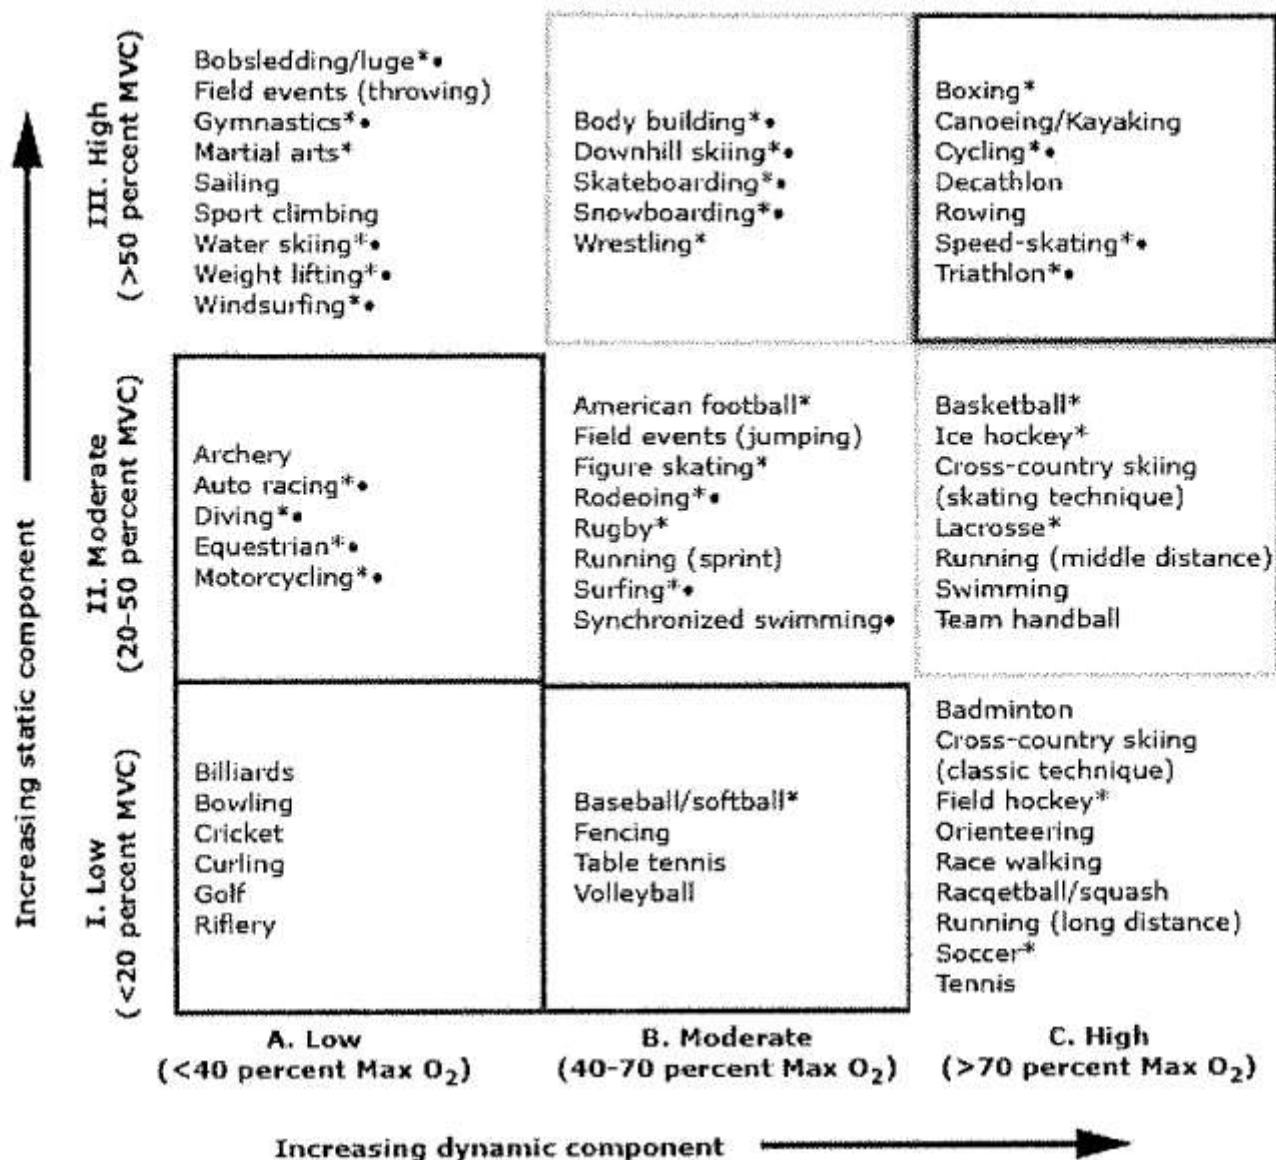 Increasing static component
III. High
(>50 percent MVC)
Bobsledding/luge*•
Field events (throwing)
Gymnastics*•
Martial arts*
Sailing
Sport climbing
Water skiing*•
Weight lifting*•
Windsurfing*•
Body building*•
Downhill skiing*•
Skateboarding*•
Snowboarding*•
Wrestling*
Boxing*
Canoeing/Kayaking
Cycling*•
Decathlon
Rowing
Speed-skating*•
Triathlon*•
II. Moderate
(20-50 percent MVC)
Archery
Auto racing*•
Diving*•
Equestrian*•
Motorcycling*•
American football*
Field events (jumping)
Figure skating*
Rodeoing*•
Rugby*
Running (sprint)
Surfing*•
Synchronized swimming•
Basketball*
Ice hockey*
Cross-country skiing
(skating technique)
Lacrosse*
Running (middle distance)
Swimming
Team handball
I. Low
(<20 percent MVC)
Billiards
Bowling
Cricket
Curling
Golf
Riflery
Baseball/softball*
Fencing
Table tennis
Volleyball
Badminton
Cross-country skiing
(classic technique)
Field hockey*
Orienteering
Race walking
Racqetball/squash
Running (long distance)
Soccer*
Tennis
A. Low
(<40 percent Max O₂)
B. Moderate
(40-70 percent Max O₂)
C. High
(>70 percent Max O₂)
Increasing dynamic component